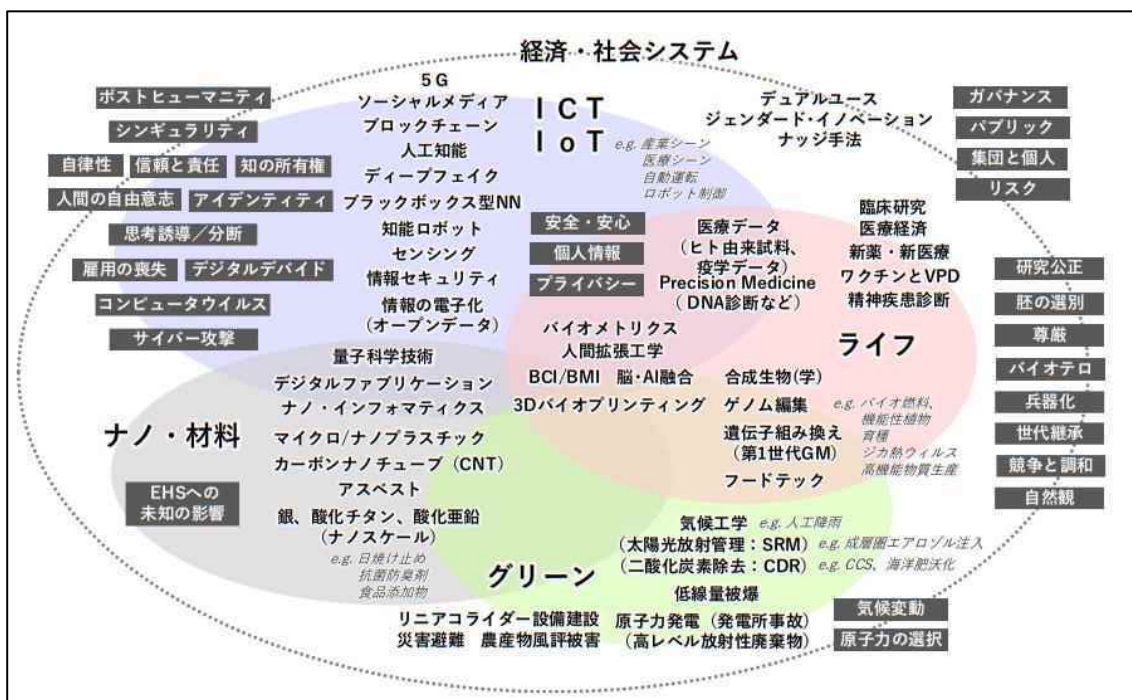 経済・社会システム
ポストヒューマニティ
シンギュラリティ
自律性
信頼と責任
知の所有権
人間の自由意志
アイデンティティ
思考誘導／分断
雇用の喪失
デジタルデバイド
コンピュータウイルス
サイバー攻撃
5G
ソーシャルメディア
ブロックチェーン
人工知能
ディープフェイク
ブラックボックス型NN
知能ロボット
センシング
情報セキュリティ
情報の電子化
（オープンデータ）
ICT
IoT
e.g. 産業シーン
医療シーン
自動運転
ロボット制御
デュアルユース
ジェンダード・イノベーション
ナッジ手法
ガバナンス
パブリック
集団と個人
リスク
安全・安心
個人情報
プライバシー
医療データ
（ヒト由来試料、
疫学データ）
Precision Medicine
（DNA診断など）
臨床研究
医療経済
新薬・新医療
ワクチンとVPD
精神疾患診断
研究公正
胚の選別
尊厳
バイオテロ
兵器化
世代継承
競争と調和
自然観
バイオメトリクス
人間拡張工学
BCI/BMI 脳・AI融合
3Dバイオプリンティング
ライフ
合成生物(学)
ゲノム編集
遺伝子組み換え
（第1世代GM）
フードテック
e.g. バイオ燃料、
機能性植物
育種
ジカ熱ウィルス
高機能物質生産
量子科学技術
デジタルファブリケーション
ナノ・インフォマティクス
ナノ・材料
マイクロ/ナノプラスチック
カーボンナノチューブ（CNT）
アスベスト
銀、酸化チタン、酸化亜鉛
（ナノスケール）
e.g. 日焼け止め
抗菌防臭剤
食品添加物
EHSへの
未知の影響
グリーン
気候工学 e.g. 人工降雨
（太陽光放射管理：SRM） e.g. 成層圏エアロゾル注入
（二酸化炭素除去：CDR） e.g. CCS、海洋肥沃化
低線量被爆
リニアコライダー設備建設
災害避難 農産物風評被害
原子力発電（発電所事故）
（高レベル放射性廃棄物）
気候変動
原子力の選択